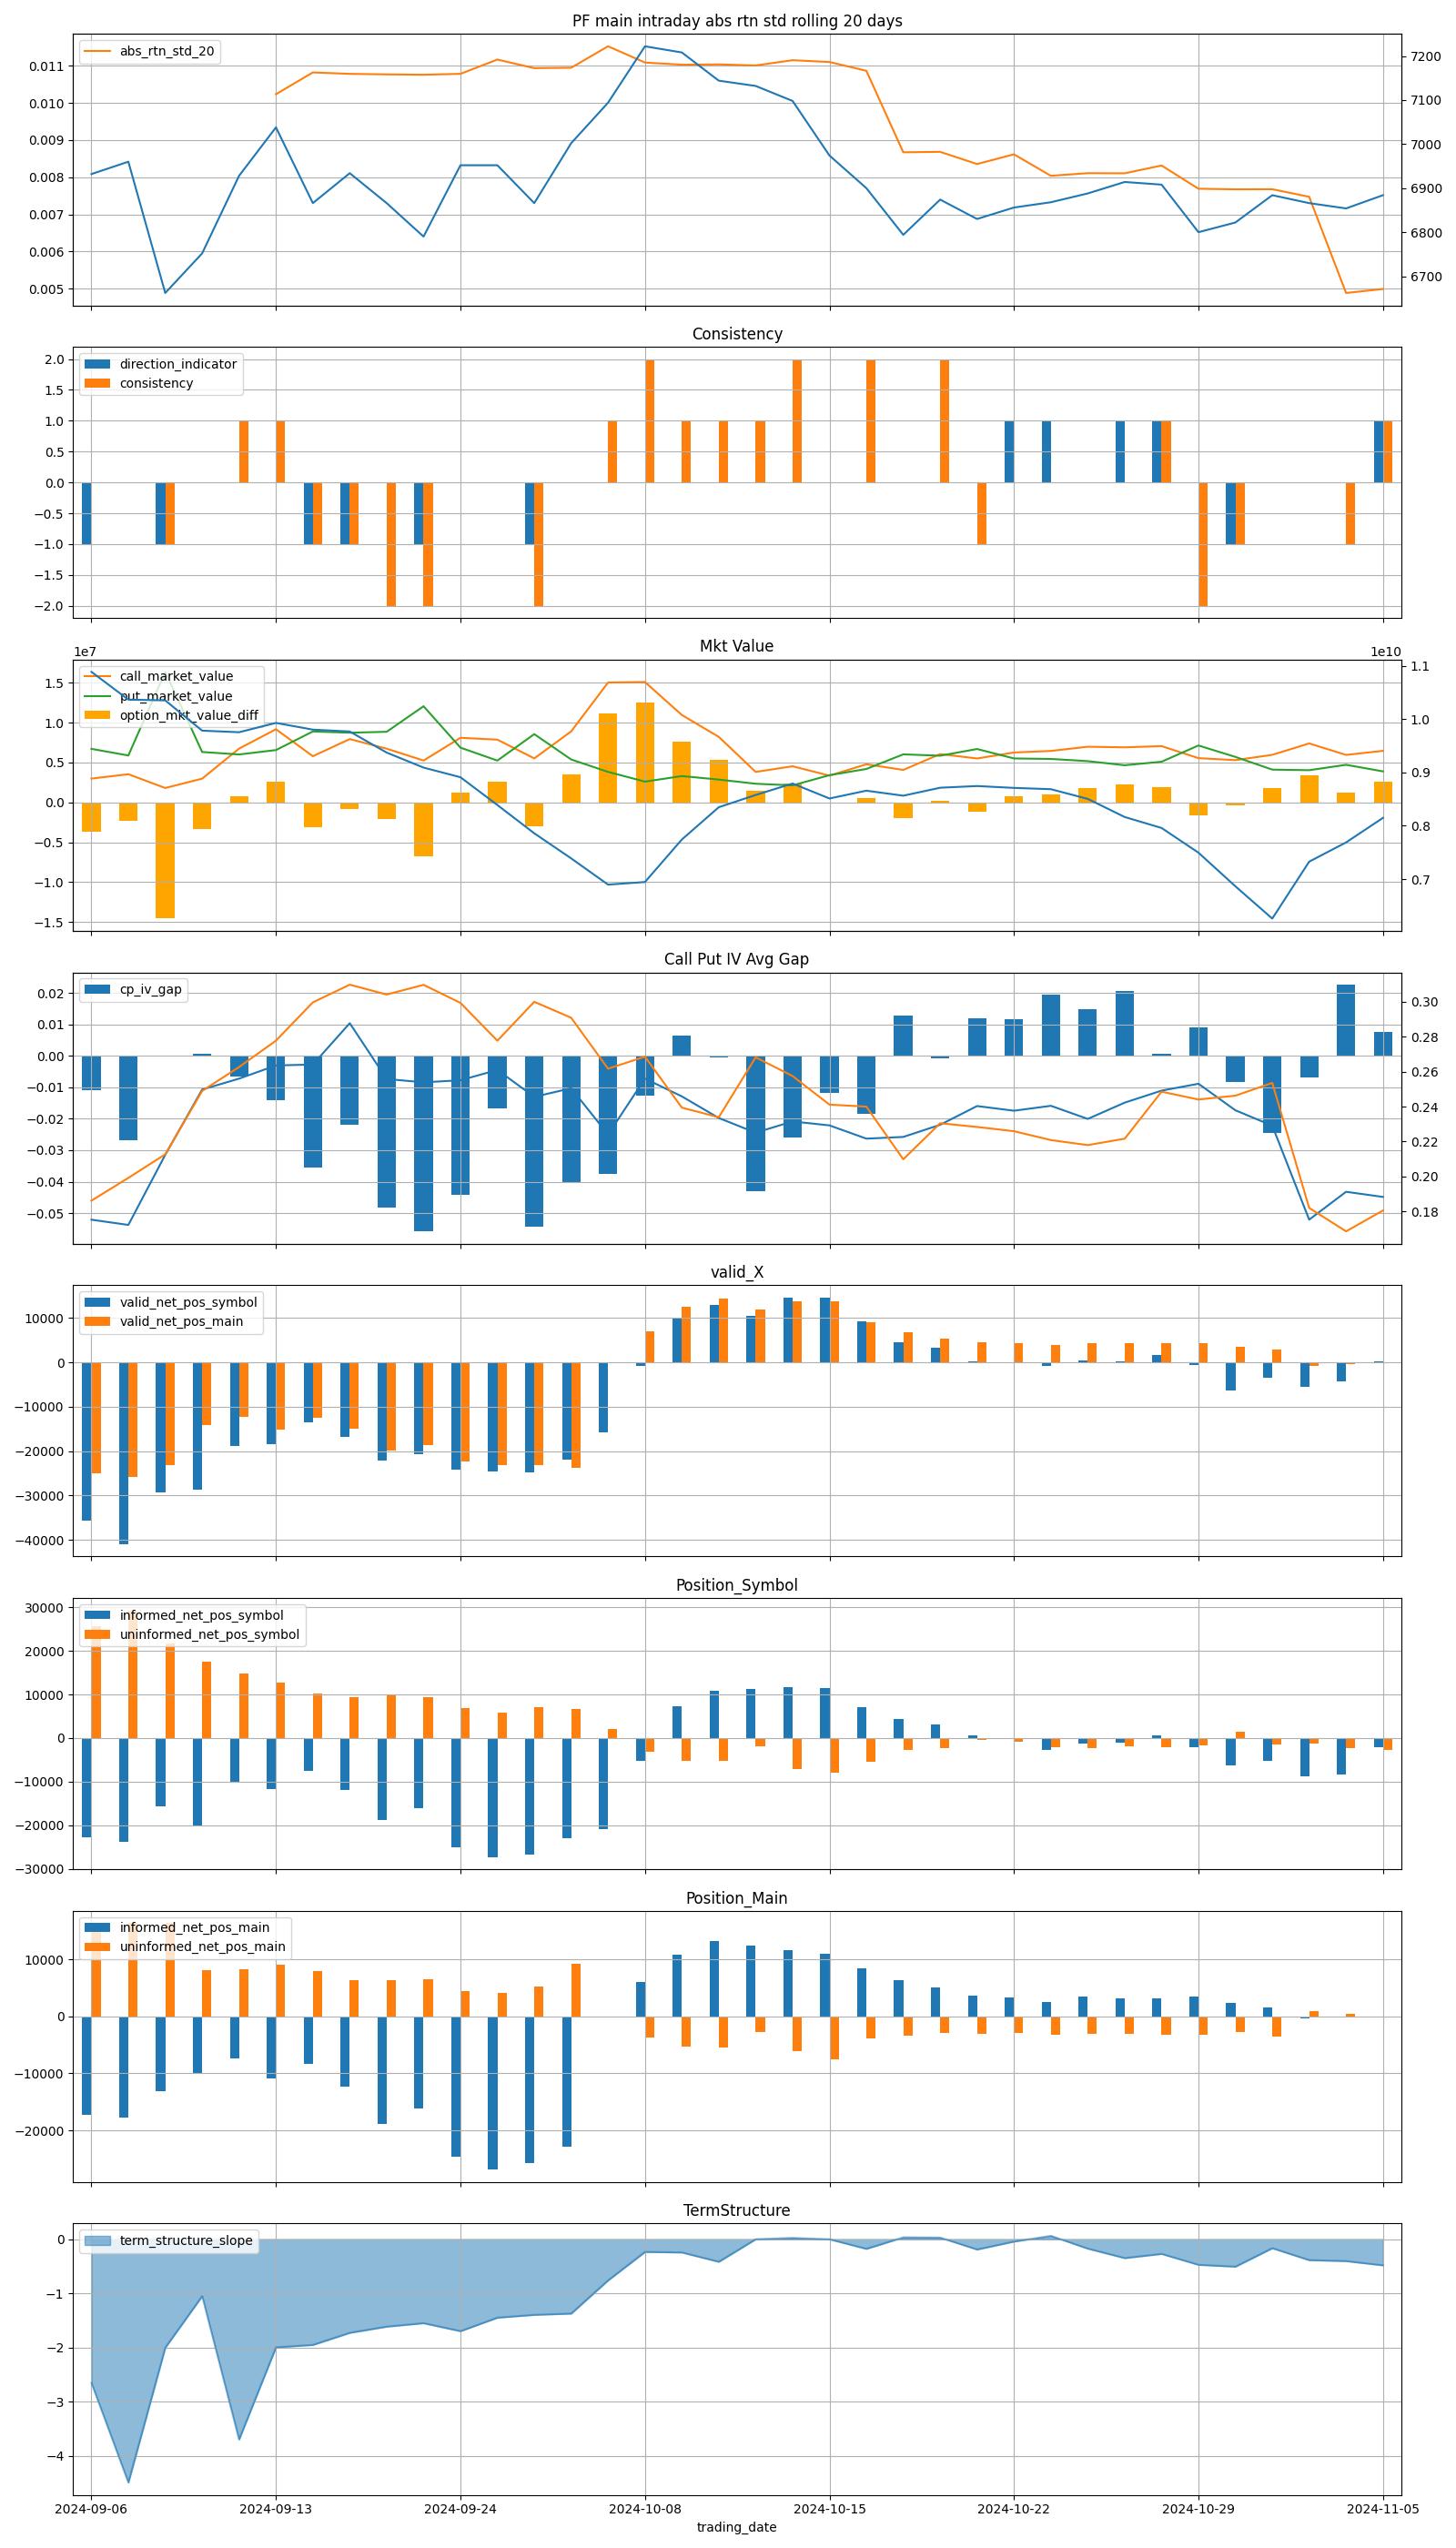 PF main intraday abs rtn std rolling 20 days
abs_rtn_std_20
0.011
0.010
0.009
0.008
0.007
0.006
0.005
7200
7100
7000
6900
6800
6700
Consistency
direction_indicator
consistency
2.0
1.5
1.0
0.5
0.0
−0.5
−1.0
−1.5
−2.0
1e7
Mkt Value
1e10
call_market_value
put_market_value
option_mkt_value_diff
1.5
1.0
0.5
0.0
−0.5
−1.0
−1.5
1.1
1.0
0.9
0.8
0.7
Call Put IV Avg Gap
cp_iv_gap
0.02
0.01
0.00
−0.01
−0.02
−0.03
−0.04
−0.05
0.30
0.28
0.26
0.24
0.22
0.20
0.18
valid_X
valid_net_pos_symbol
valid_net_pos_main
10000
0
−10000
−20000
−30000
−40000
Position_Symbol
informed_net_pos_symbol
uninformed_net_pos_symbol
30000
20000
10000
0
−10000
−20000
−30000
Position_Main
informed_net_pos_main
uninformed_net_pos_main
10000
0
−10000
−20000
TermStructure
term_structure_slope
0
−1
−2
−3
−4
2024-09-06 2024-09-13 2024-09-24 2024-10-08 2024-10-15 2024-10-22 2024-10-29 2024-11-05
trading_date